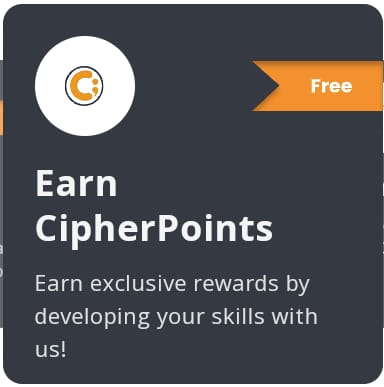 Free
Earn
CipherPoints
Earn exclusive rewards by
developing your skills with
us!